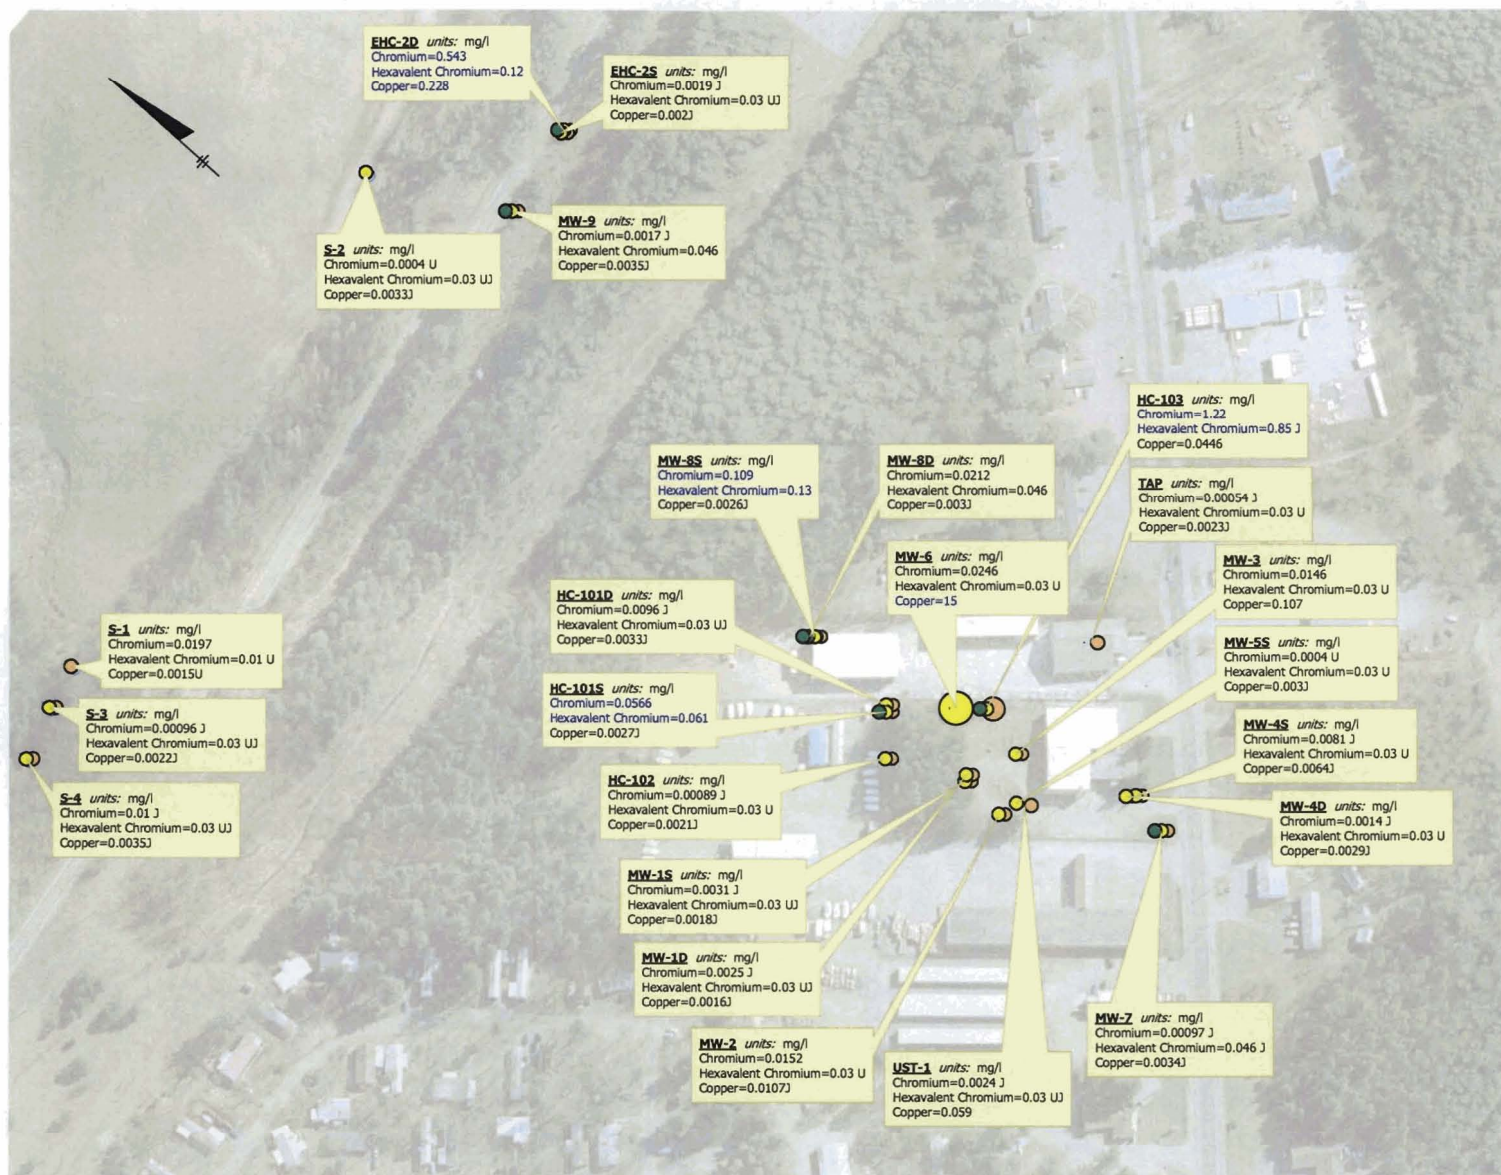 EHC-2D units: mg/l
Chromium=0.543
Hexavalent Chromium=0.12
Copper=0.228
EHC-2S units: mg/l
Chromium=0.0019 J
Hexavalent Chromium=0.03 UJ
Copper=0.002J
MW-9 units: mg/l
Chromium=0.0017 J
Hexavalent Chromium=0.046
Copper=0.0035J
S-2 units: mg/l
Chromium=0.0004 U
Hexavalent Chromium=0.03 UJ
Copper=0.0033J
HC-103 units: mg/l
Chromium=1.22
Hexavalent Chromium=0.85 J
Copper=0.0446
MW-8S units: mg/l
Chromium=0.109
Hexavalent Chromium=0.13
Copper=0.0026J
MW-8D units: mg/l
Chromium=0.0212
Hexavalent Chromium=0.046
Copper=0.003J
TAP units: mg/l
Chromium=0.00054 J
Hexavalent Chromium=0.03 U
Copper=0.0023J
MW-6 units: mg/l
Chromium=0.0246
Hexavalent Chromium=0.03 U
Copper=15
MW-3 units: mg/l
Chromium=0.0146
Hexavalent Chromium=0.03 U
Copper=0.107
HC-101D units: mg/l
Chromium=0.0096 J
Hexavalent Chromium=0.03 UJ
Copper=0.0033J
S-1 units: mg/l
Chromium=0.0197
Hexavalent Chromium=0.01 U
Copper=0.0015U
MW-5S units: mg/l
Chromium=0.0004 U
Hexavalent Chromium=0.03 U
Copper=0.003J
HC-101S units: mg/l
Chromium=0.0566
Hexavalent Chromium=0.061
Copper=0.0027J
S-3 units: mg/l
Chromium=0.00096 J
Hexavalent Chromium=0.03 UJ
Copper=0.0022J
MW-4S units: mg/l
Chromium=0.0081 J
Hexavalent Chromium=0.03 U
Copper=0.0064J
HC-102 units: mg/l
Chromium=0.00089 J
Hexavalent Chromium=0.03 U
Copper=0.0021J
S-4 units: mg/l
Chromium=0.01 J
Hexavalent Chromium=0.03 UJ
Copper=0.0035J
MW-4D units: mg/l
Chromium=0.0014 J
Hexavalent Chromium=0.03 U
Copper=0.0029J
MW-1S units: mg/l
Chromium=0.0031 J
Hexavalent Chromium=0.03 UJ
Copper=0.0018J
MW-1D units: mg/l
Chromium=0.0025 J
Hexavalent Chromium=0.03 UJ
Copper=0.0016J
MW-7 units: mg/l
Chromium=0.00097 J
Hexavalent Chromium=0.046 J
Copper=0.0034J
MW-2 units: mg/l
Chromium=0.0152
Hexavalent Chromium=0.03 U
Copper=0.0107J
UST-1 units: mg/l
Chromium=0.0024 J
Hexavalent Chromium=0.03 UJ
Copper=0.059